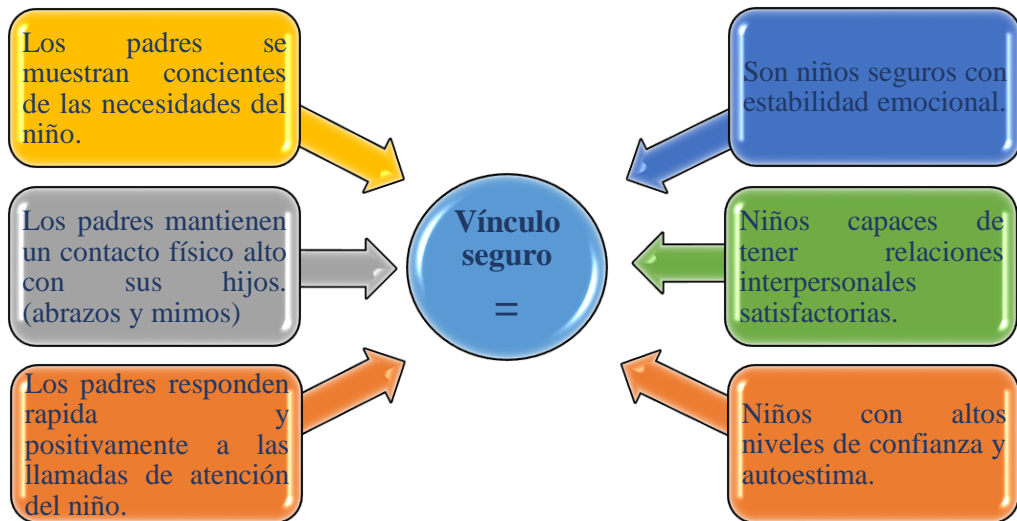 Los padres se
muestran concientes
de las necesidades del
niño.
Los padres mantienen
un contacto físico alto
con sus hijos.
(abrazos y mimos)
Los padres responden
rapida y
positivamente a las
llamadas de atención
del niño.
Vínculo
seguro
=
Son niños seguros con
estabilidad emocional.
Niños capaces de
tener relaciones
interpersonales
satisfactorias.
Niños con altos
niveles de confianza y
autoestima.